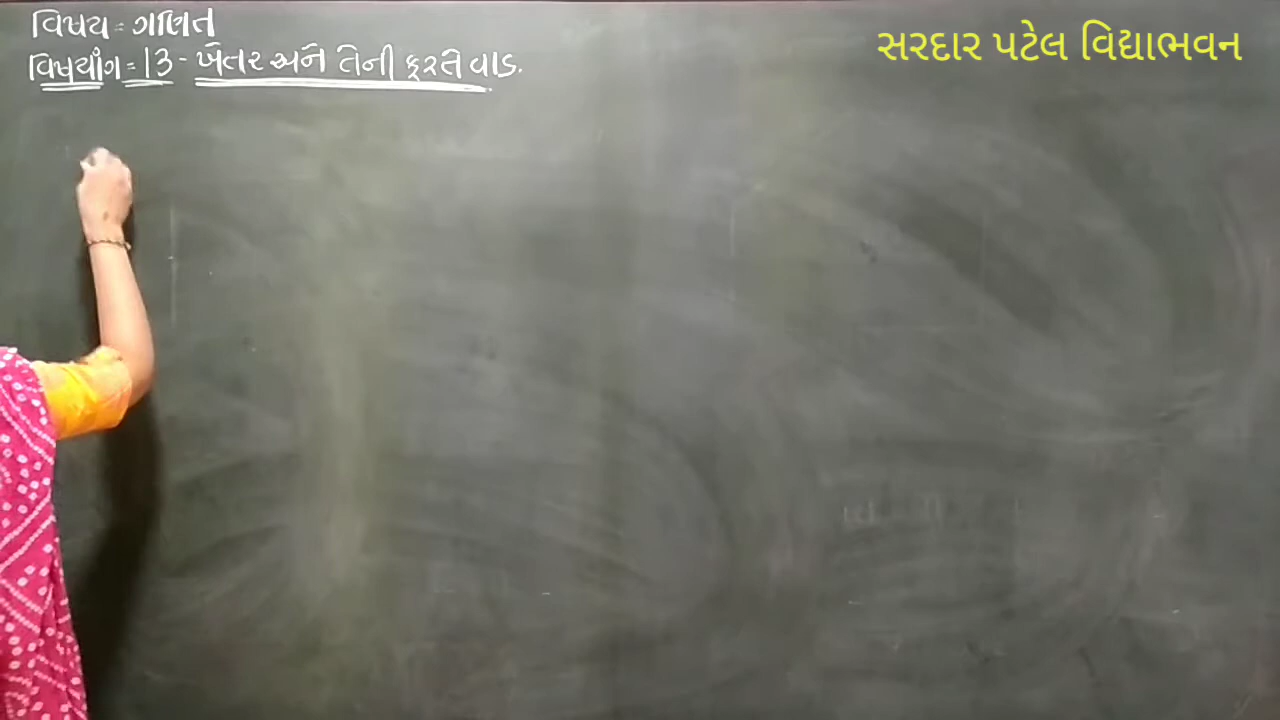 વિષય = ગણિત
વિષયાંગ = 13 - ખેતર અને તેની ફરતે વાડ.
સરદાર પટેલ વિદ્યાભવન